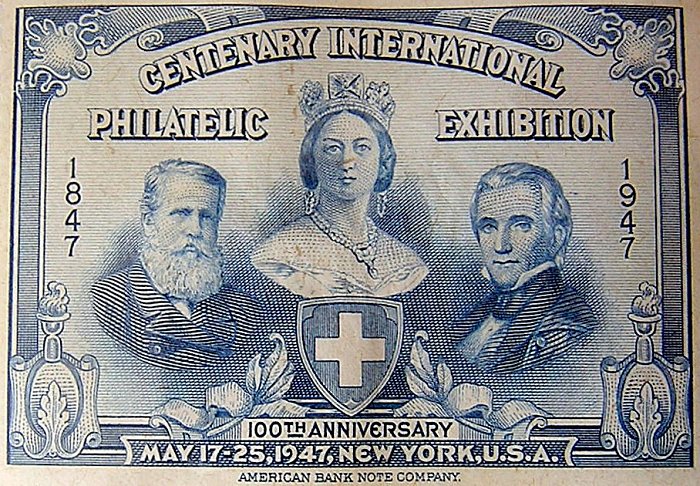 CENTENARY INTERNATIONAL
PHILATELIC EXHIBITION
1847
1947
100TH ANNIVERSARY
MAY 17-25, 1947, NEW YORK, U.S.A.
AMERICAN BANK NOTE COMPANY.